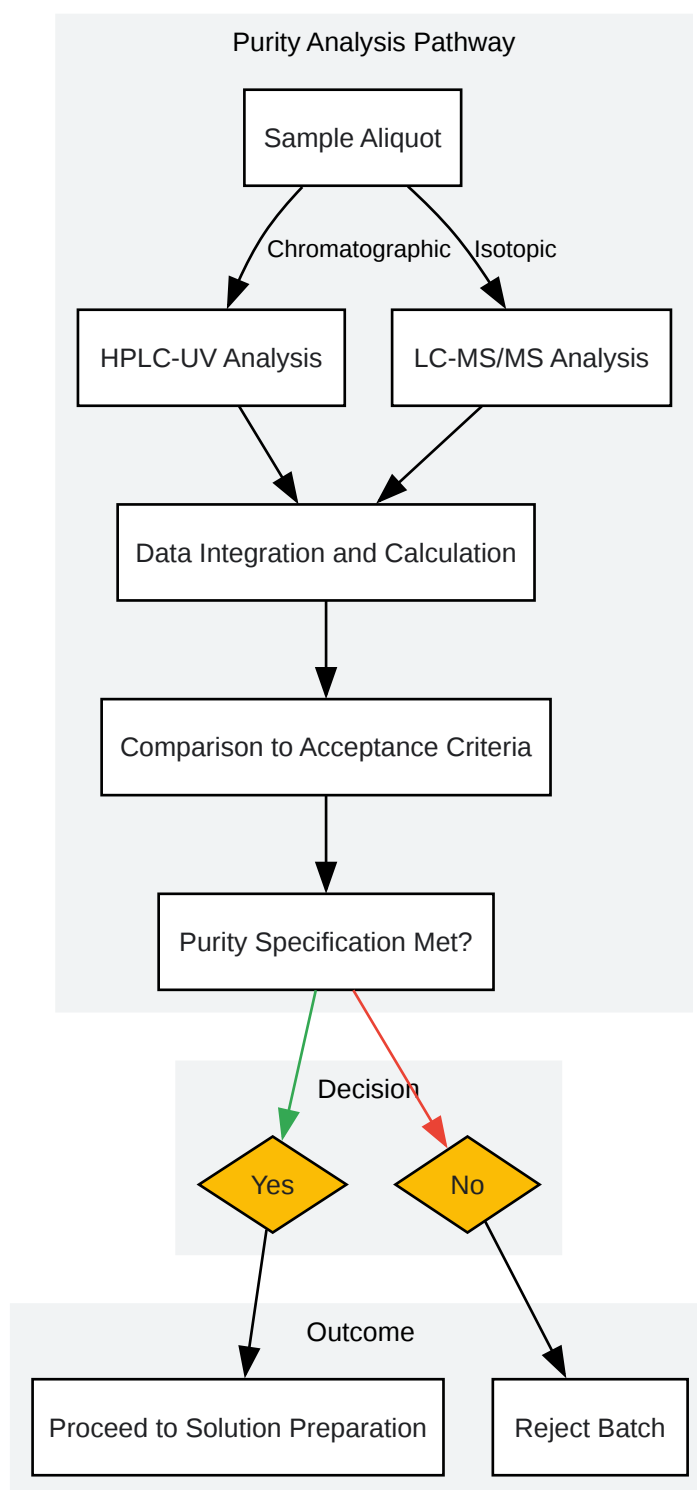 Purity Analysis Pathway
Sample Aliquot
Chromatographic
Isotopic
HPLC-UV Analysis
LC-MS/MS Analysis
Data Integration and Calculation
Comparison to Acceptance Criteria
Purity Specification Met?
Decision
Yes
No
Outcome
Proceed to Solution Preparation
Reject Batch